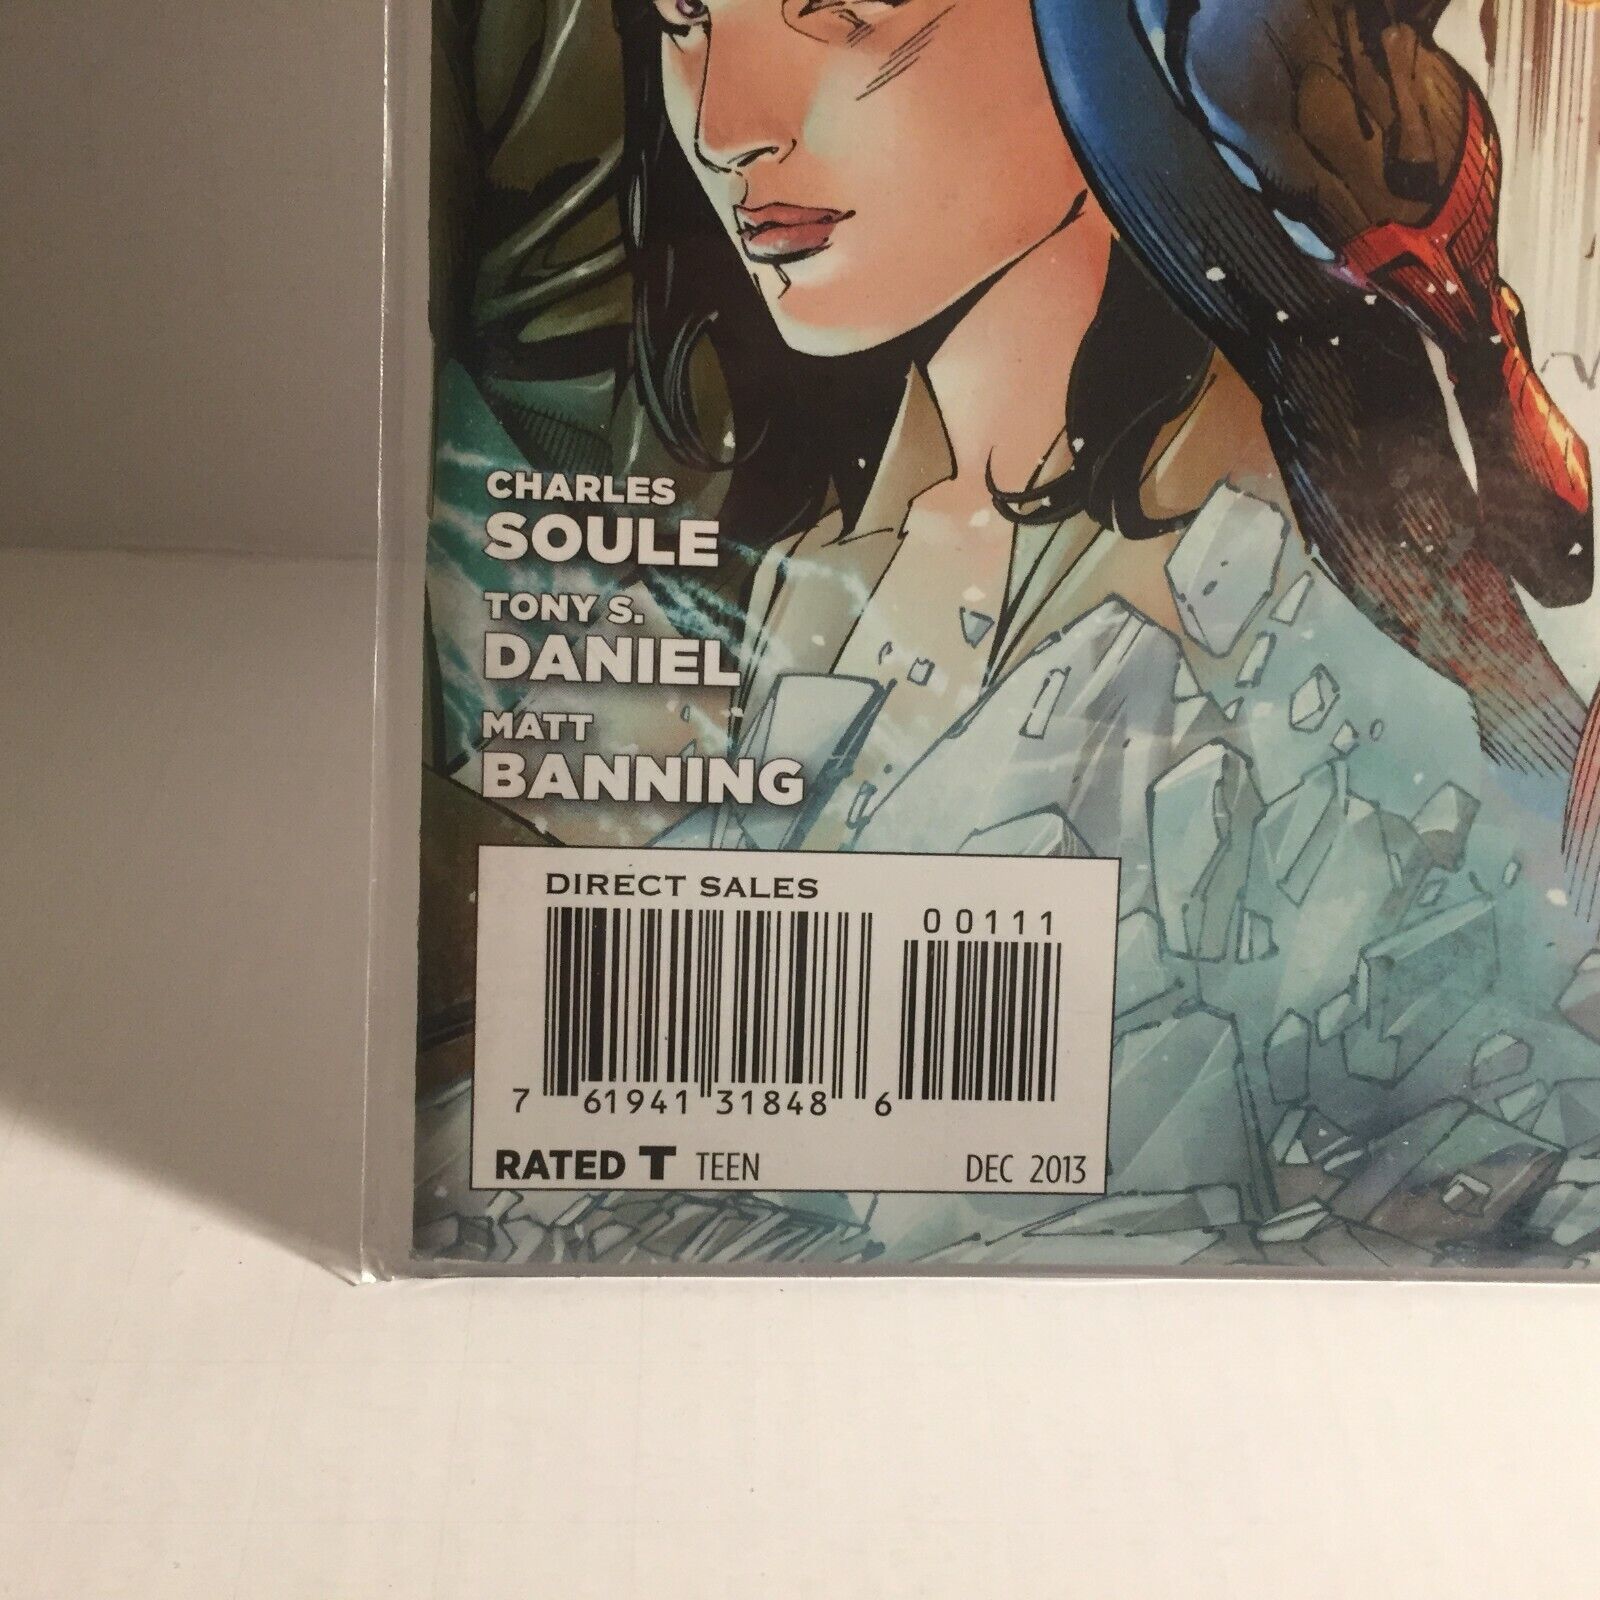 CHARLES
SOULE
TONY S.
DANIEL
MATT
BANNING
DIRECT SALES
00111
7 61941 31848 6
RATED T TEEN DEC 2013